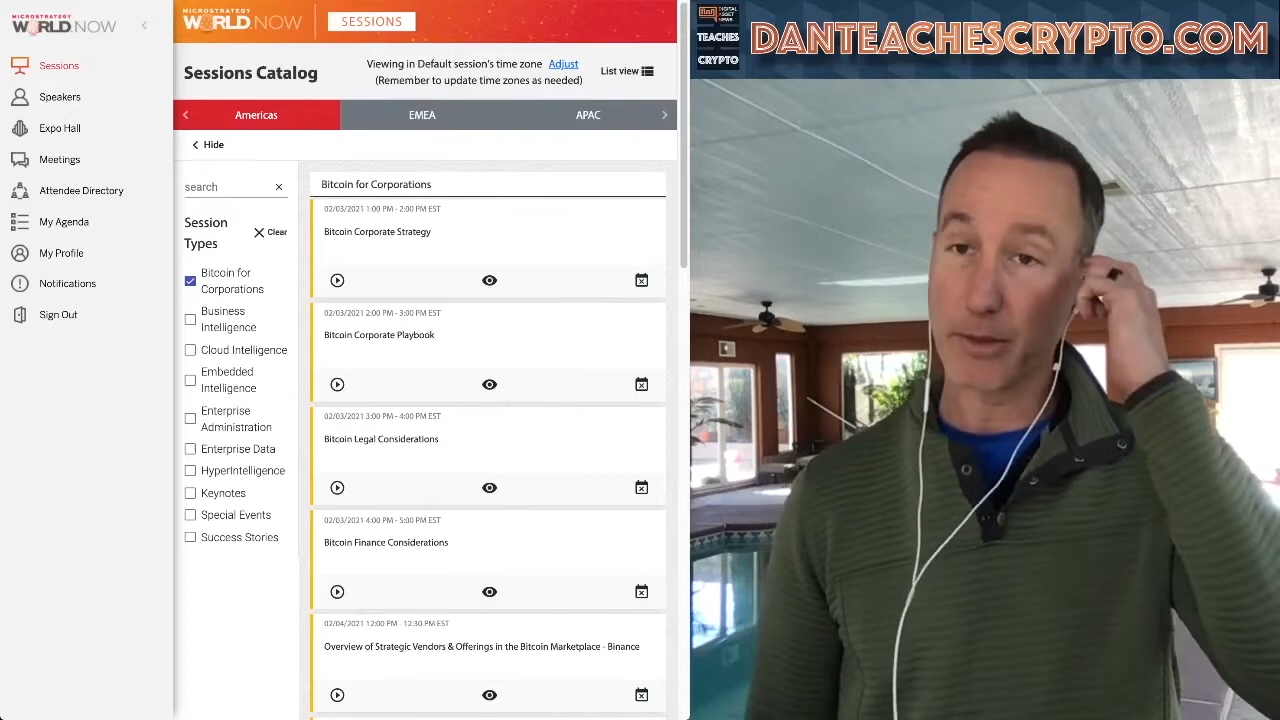 MICROSTRATEGY
WORLD.NOW
Sessions
Speakers
Expo Hall
Meetings
Attendee Directory
My Agenda
My Profile
Notifications
Sign Out
MICROSTRATEGY
WORLD.NOW
SESSIONS
Sessions Catalog
Viewing in Default session's time zone Adjust
(Remember to update time zones as needed)
List view
Americas
EMEA
APAC
Hide
search
Session
Types
Clear
Bitcoin for
Corporations
Business
Intelligence
Cloud Intelligence
Embedded
Intelligence
Enterprise
Administration
Enterprise Data
HyperIntelligence
Keynotes
Special Events
Success Stories
Bitcoin for Corporations
02/03/2021 1:00 PM - 2:00 PM EST
Bitcoin Corporate Strategy
02/03/2021 2:00 PM - 3:00 PM EST
Bitcoin Corporate Playbook
02/03/2021 3:00 PM - 4:00 PM EST
Bitcoin Legal Considerations
02/03/2021 4:00 PM - 5:00 PM EST
Bitcoin Finance Considerations
02/04/2021 12:00 PM - 12:30 PM EST
Overview of Strategic Vendors & Offerings in the Bitcoin Marketplace - Binance
DIGITAL
ASSET
NEWS
TEACHES
CRYPTO
DANTEACHESCRYPTO.COM